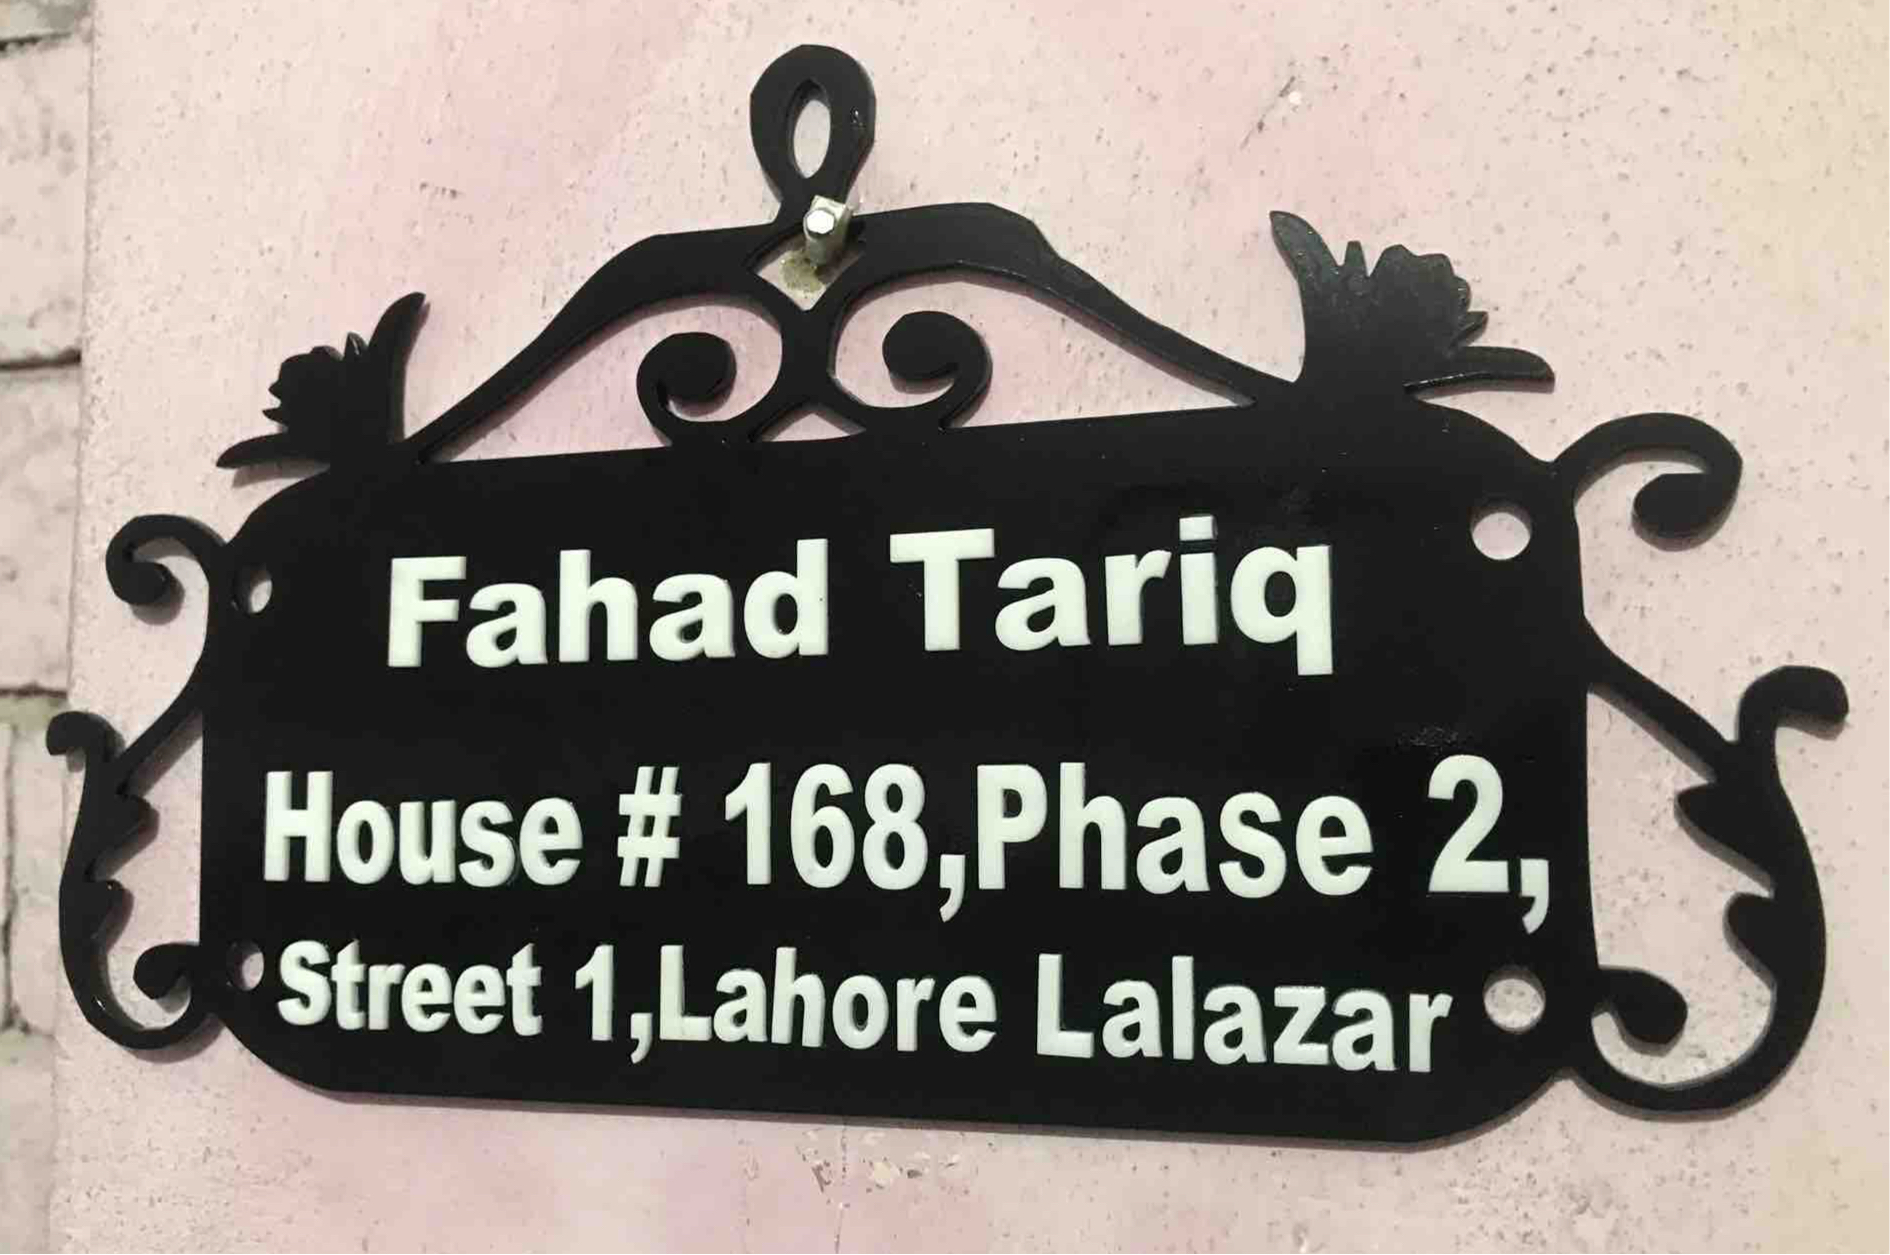 Fahad Tariq
House # 168,Phase 2,
Street 1,Lahore Lalazar